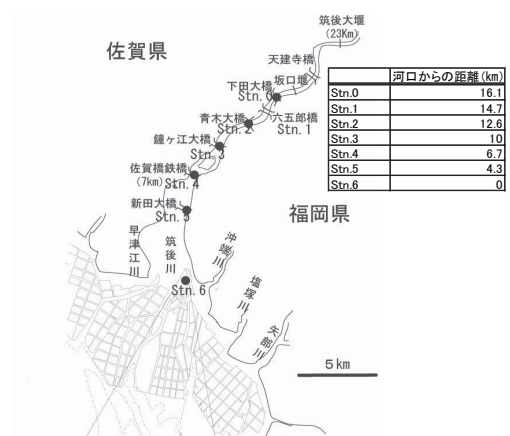 筑後大堰
(23Km)
佐賀県
天建寺橋
坂口堰
下田大橋
Stn.0
六五郎橋
Stn.1
青木大橋
Stn.2
鐘ヶ江大橋
Stn.3
佐賀橋鉄橋
(7km)
Stn.4
新田大橋
Stn.5
福岡県
早津江川
筑後川
沖端川
塩塚川
矢部川
Stn.6
5km
河口からの距離(km)
Stn.0 16.1
Stn.1 14.7
Stn.2 12.6
Stn.3 10
Stn.4 6.7
Stn.5 4.3
Stn.6 0